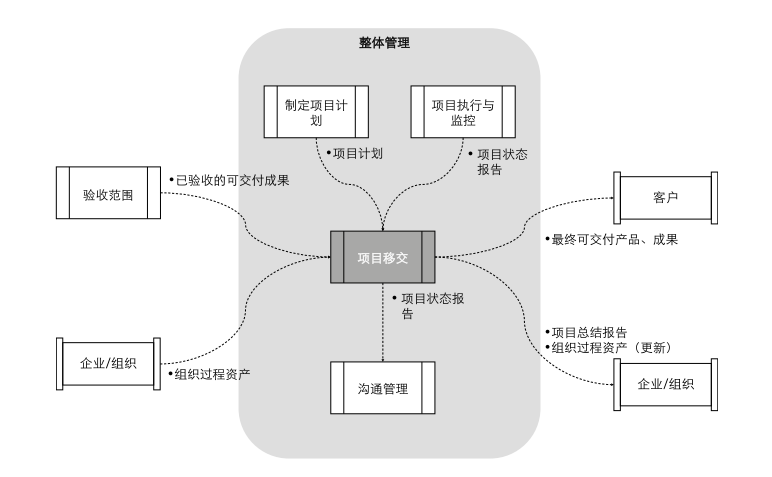 整体管理
制定项目计
划
项目执行与
监控
•项目计划
• 项目状态
报告
验收范围
•已验收的可交付成果
客户
•最终可交付产品、成果
项目移交
• 项目状态报
告
企业/组织
•组织过程资产
•项目总结报告
•组织过程资产（更新）
沟通管理
企业/组织